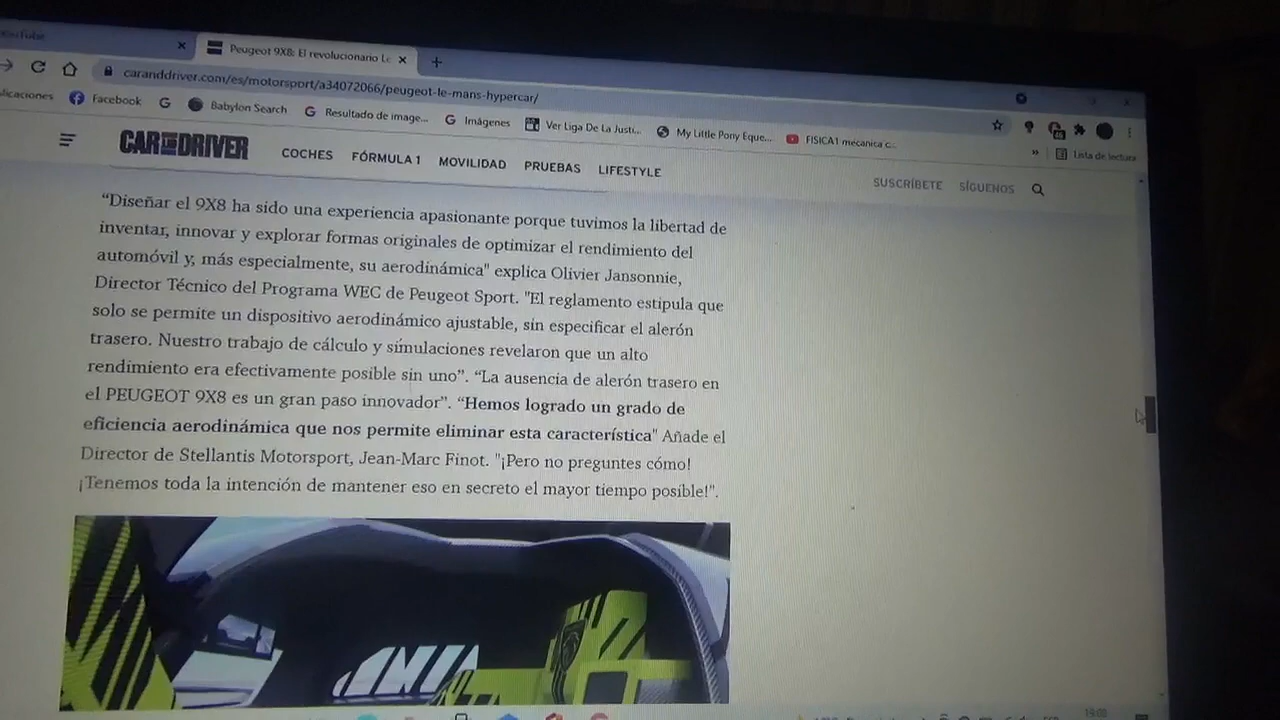 YouTube
Peugeot 9X8: El revolucionario Le
caranddriver.com/es/motorsport/a34072066/peugeot-le-mans-hypercar/
licaciones Facebook Babylon Search Resultado de image... Imágenes Ver Liga De La Justi... My Little Pony Eque... FISICA1 mecanica c...
» Lista de lectura
CAR AND DRIVER COCHES FÓRMULA 1 MOVILIDAD PRUEBAS LIFESTYLE SUSCRÍBETE SÍGUENOS
“Diseñar el 9X8 ha sido una experiencia apasionante porque tuvimos la libertad de
inventar, innovar y explorar formas originales de optimizar el rendimiento del
automóvil y, más especialmente, su aerodinámica" explica Olivier Jansonnie,
Director Técnico del Programa WEC de Peugeot Sport. "El reglamento estipula que
solo se permite un dispositivo aerodinámico ajustable, sin especificar el alerón
trasero. Nuestro trabajo de cálculo y simulaciones revelaron que un alto
rendimiento era efectivamente posible sin uno”. “La ausencia de alerón trasero en
el PEUGEOT 9X8 es un gran paso innovador”. “Hemos logrado un grado de
eficiencia aerodinámica que nos permite eliminar esta característica" Añade el
Director de Stellantis Motorsport, Jean-Marc Finot. "¡Pero no preguntes cómo!
¡Tenemos toda la intención de mantener eso en secreto el mayor tiempo posible!".